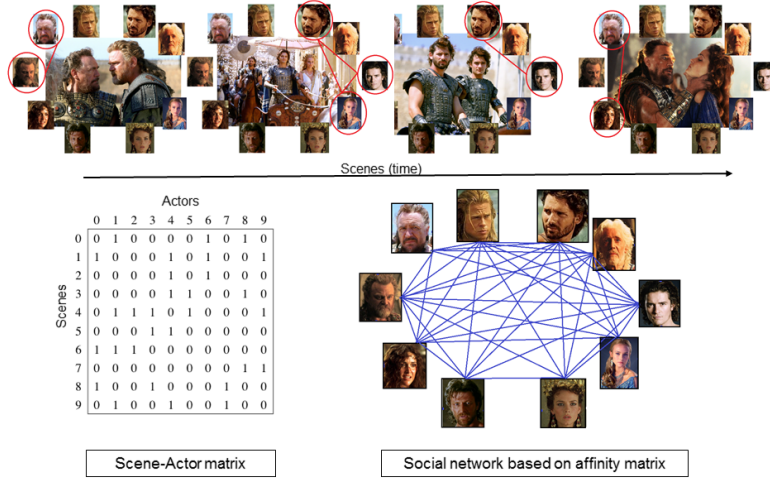 Scenes (time)
Actors
0 1 2 3 4 5 6 7 8 9
Scenes
0 0 1 0 0 0 0 1 0 1 0
1 1 0 0 0 1 0 1 0 0 1
2 0 0 0 0 1 0 1 0 0 0
3 0 0 0 0 1 1 0 0 1 0
4 0 1 1 1 0 1 0 0 0 1
5 0 0 0 1 1 0 0 0 0 0
6 1 1 1 0 0 0 0 0 0 0
7 0 0 0 0 0 0 0 0 1 1
8 1 0 0 1 0 0 0 1 0 0
9 0 1 0 0 1 0 0 1 0 0
Scene-Actor matrix
Social network based on affinity matrix